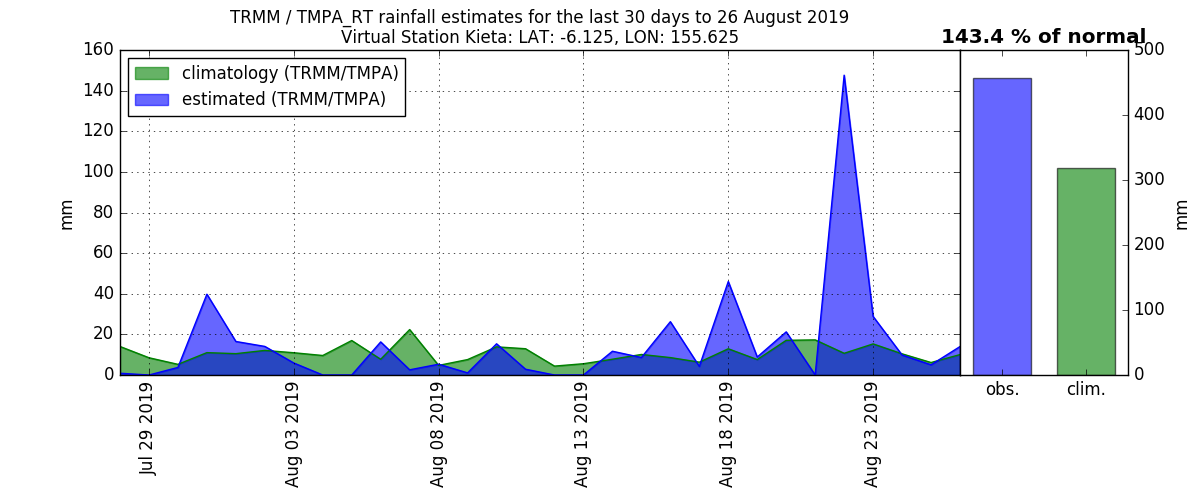 TRMM / TMPA_RT rainfall estimates for the last 30 days to 26 August 2019
Virtual Station Kieta: LAT: -6.125, LON: 155.625
143.4 % of normal
climatology (TRMM/TMPA)
estimated (TRMM/TMPA)
160
140
120
100
80
60
40
20
0
mm
Jul 29 2019
Aug 03 2019
Aug 08 2019
Aug 13 2019
Aug 18 2019
Aug 23 2019
500
400
300
200
100
0
mm
obs.
clim.